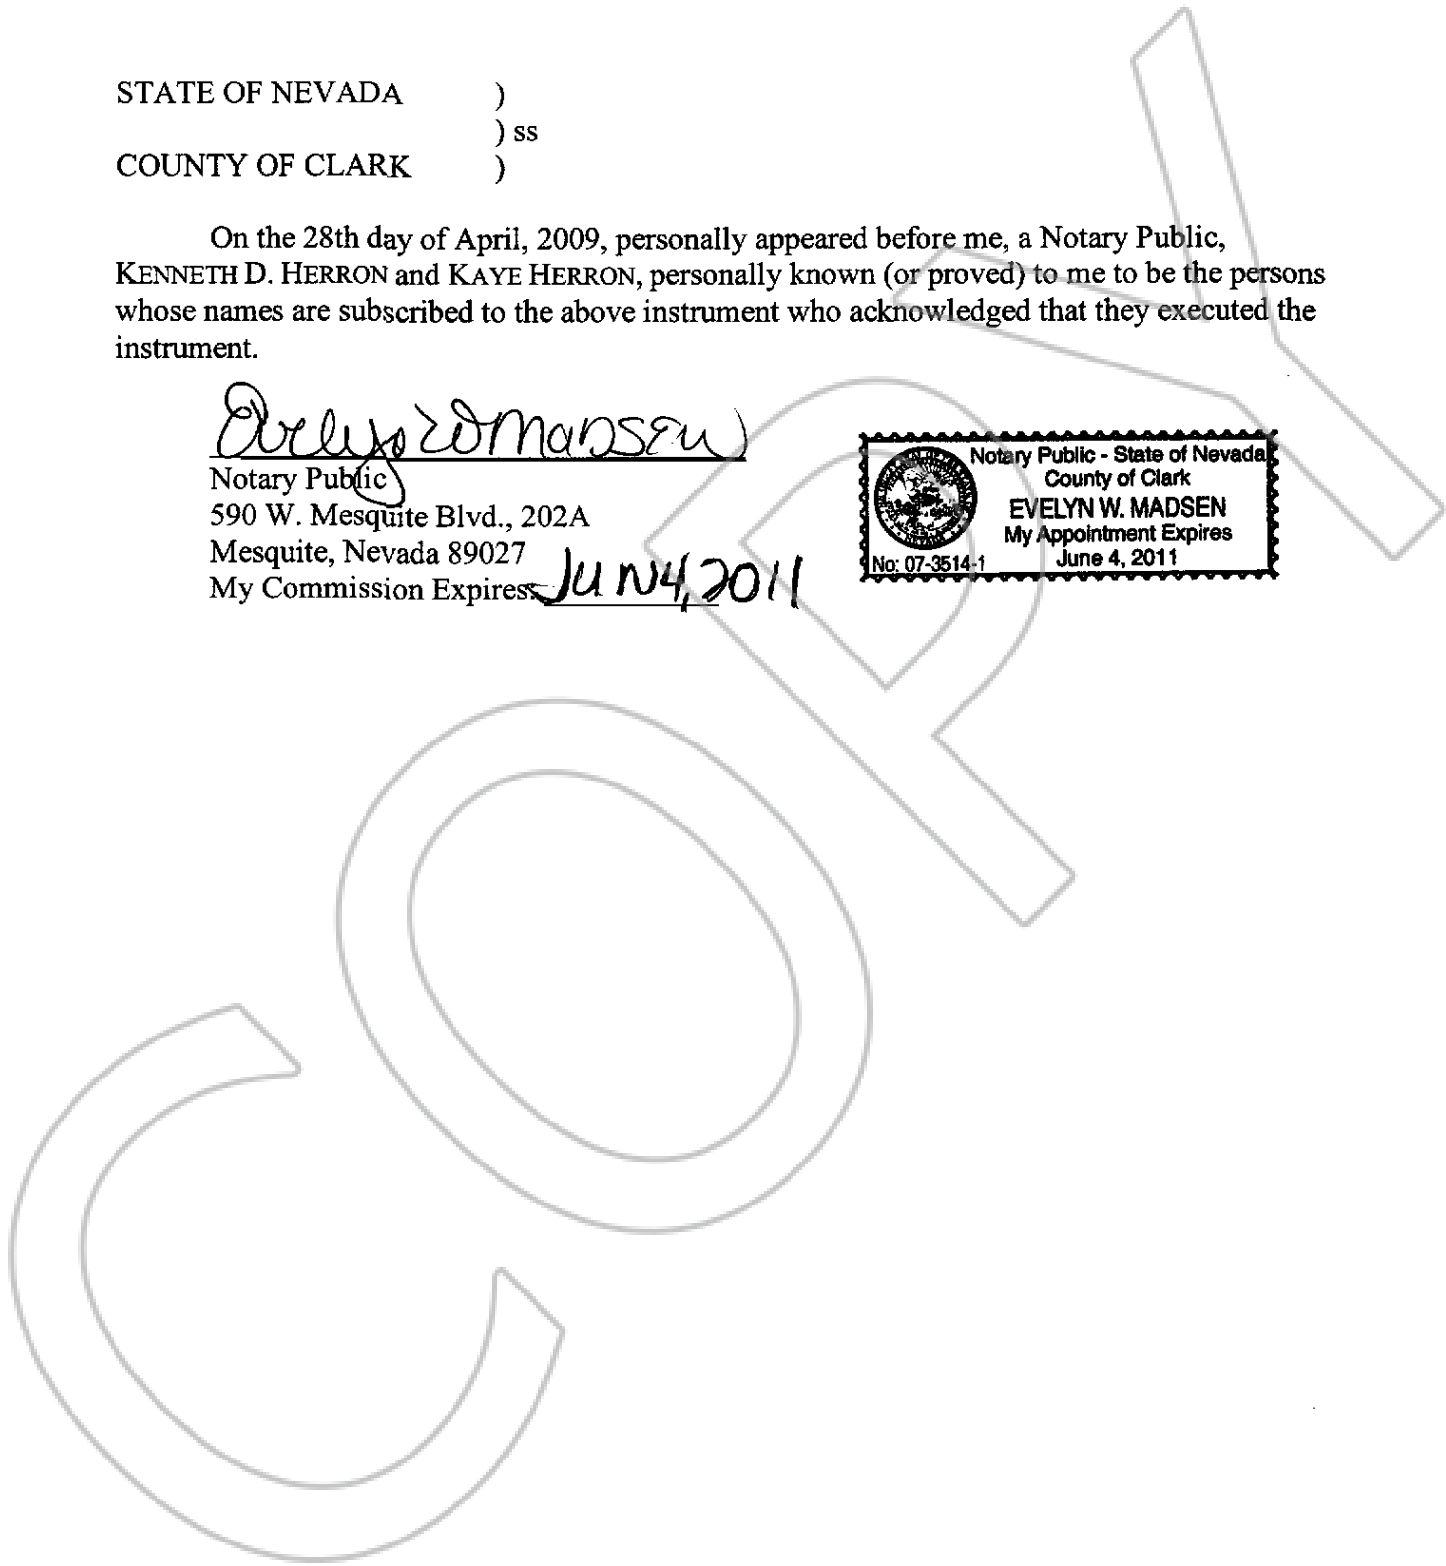 STATE OF NEVADA )
) ss
COUNTY OF CLARK )
On the 28th day of April, 2009, personally appeared before me, a Notary Public,
KENNETH D. HERRON and KAYE HERRON, personally known (or proved) to me to be the persons
whose names are subscribed to the above instrument who acknowledged that they executed the
instrument.
Evelyn W Madsen
Notary Public
590 W. Mesquite Blvd., 202A
Mesquite, Nevada 89027
My Commission Expires: JUN 4, 2011
Notary Public - State of Nevada
County of Clark
EVELYN W. MADSEN
My Appointment Expires
June 4, 2011
No: 07-3514-1
COPY